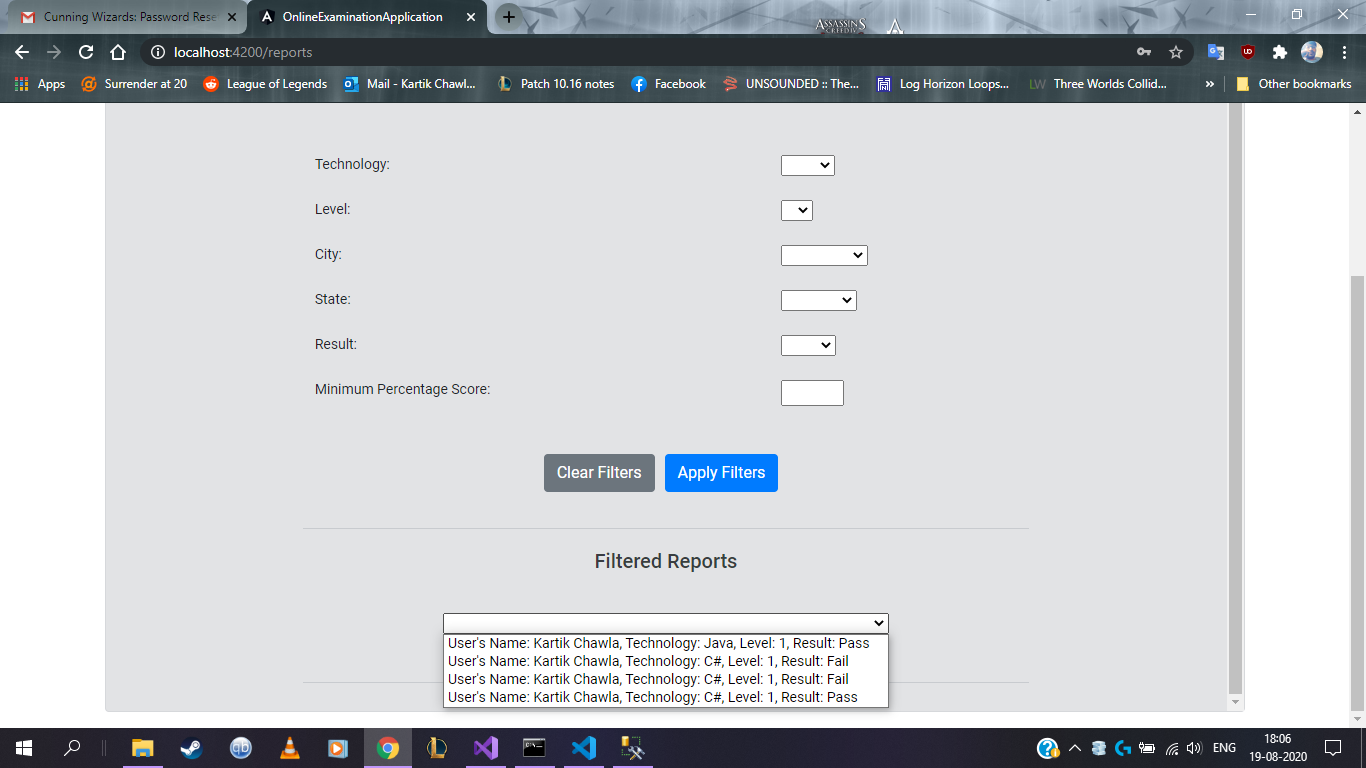 Cunning Wizards: Password Rese
OnlineExaminationApplication
ASSASSIN'S
localhost:4200/reports
Apps
Surrender at 20
League of Legends
Mail - Kartik Chawl...
Patch 10.16 notes
Facebook
UNSOUNDED :: The...
Log Horizon Loops...
LW
Three Worlds Collid...
»
Other bookmarks
Technology:
Level:
City:
State:
Result:
Minimum Percentage Score:
Clear Filters
Apply Filters
Filtered Reports
User's Name: Kartik Chawla, Technology: Java, Level: 1, Result: Pass
User's Name: Kartik Chawla, Technology: C#, Level: 1, Result: Fail
User's Name: Kartik Chawla, Technology: C#, Level: 1, Result: Fail
User's Name: Kartik Chawla, Technology: C#, Level: 1, Result: Pass
qb
ENG
18:06
19-08-2020